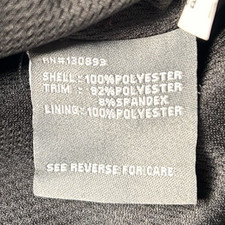 RN#130893
SHELL: 100%POLYESTER
TRIM : 92%POLYESTER
8%SPANDEX
LINING: 100%POLYESTER
SEE REVERSE FOR CARE